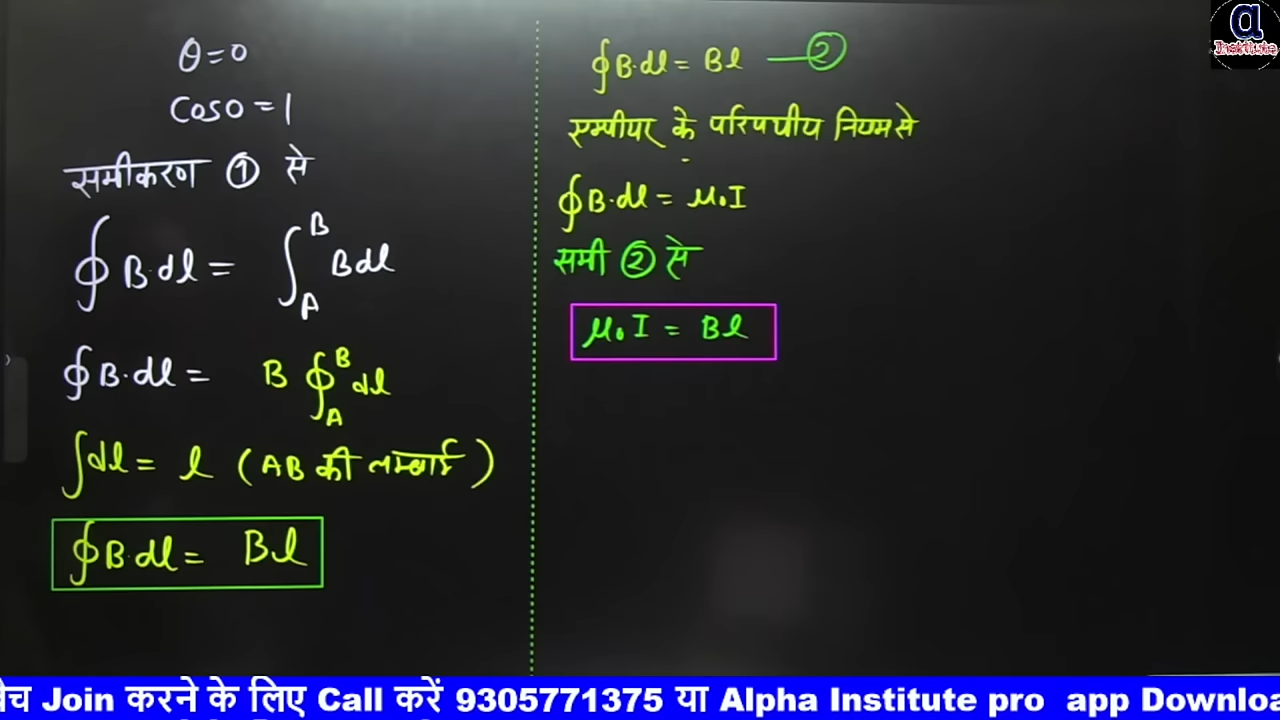 θ = 0
Cos0 = 1
समीकरण ① से
∮ B·dl = ∫_A^B Bdl
∮ B·dl = B ∮_A^B dl
∫dl = l (AB की लम्बाई)
∮ B·dl = Bl
∮ B·dl = Bl — ②
एम्पीयर के परिपथीय नियम से
∮ B·dl = μ₀I
समी ② से
μ₀I = Bl
α
Institute
बैच Join करने के लिए Call करें 9305771375 या Alpha Institute pro app Downloa